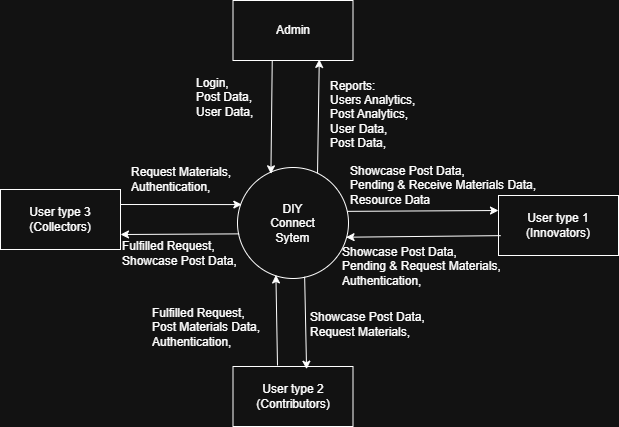 Admin
Login,
Post Data,
User Data,
Reports:
Users Analytics,
Post Analytics,
User Data,
Post Data,
Request Materials,
Authentication,
Showcase Post Data,
Pending & Receive Materials Data,
Resource Data
User type 3
(Collectors)
DIY
Connect
Sytem
User type 1
(Innovators)
Fulfilled Request,
Showcase Post Data,
Showcase Post Data,
Pending & Request Materials,
Authentication,
Fulfilled Request,
Post Materials Data,
Authentication,
Showcase Post Data,
Request Materials,
User type 2
(Contributors)